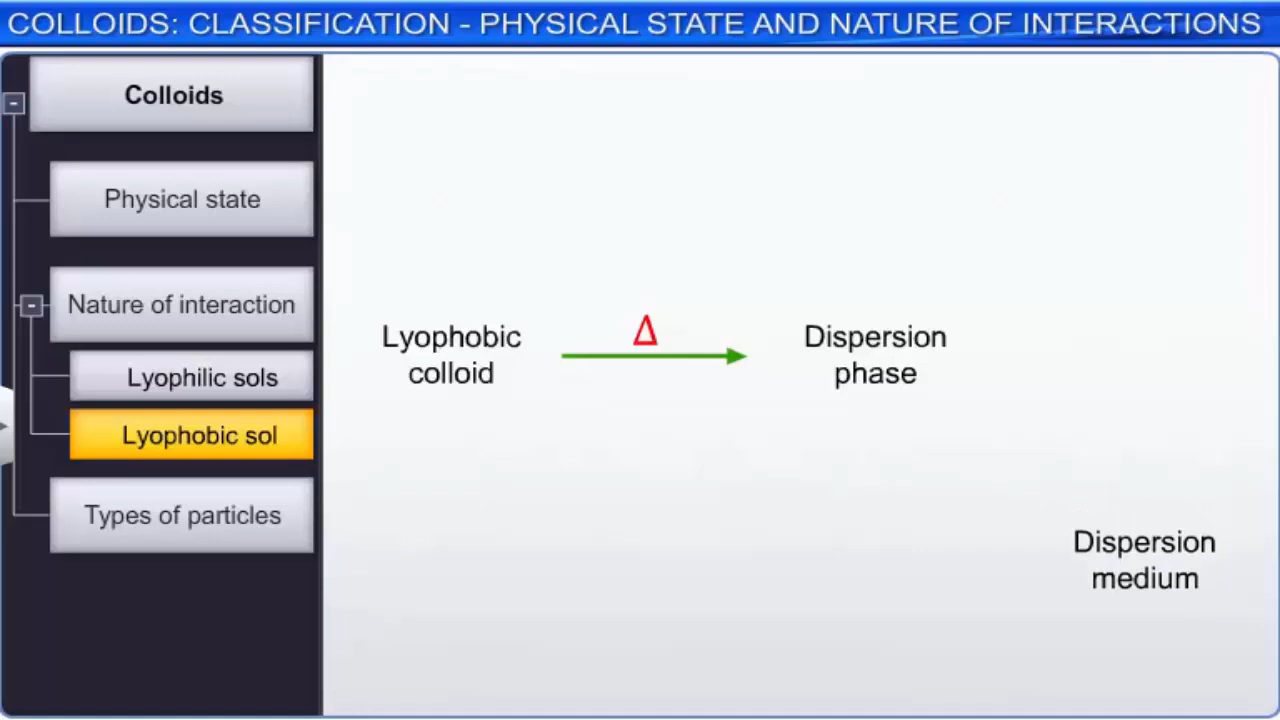 COLLOIDS: CLASSIFICATION - PHYSICAL STATE AND NATURE OF INTERACTIONS
Colloids
Physical state
Nature of interaction
Lyophilic sols
Lyophobic sol
Types of particles
Lyophobic
colloid
Δ
Dispersion
phase
Dispersion
medium